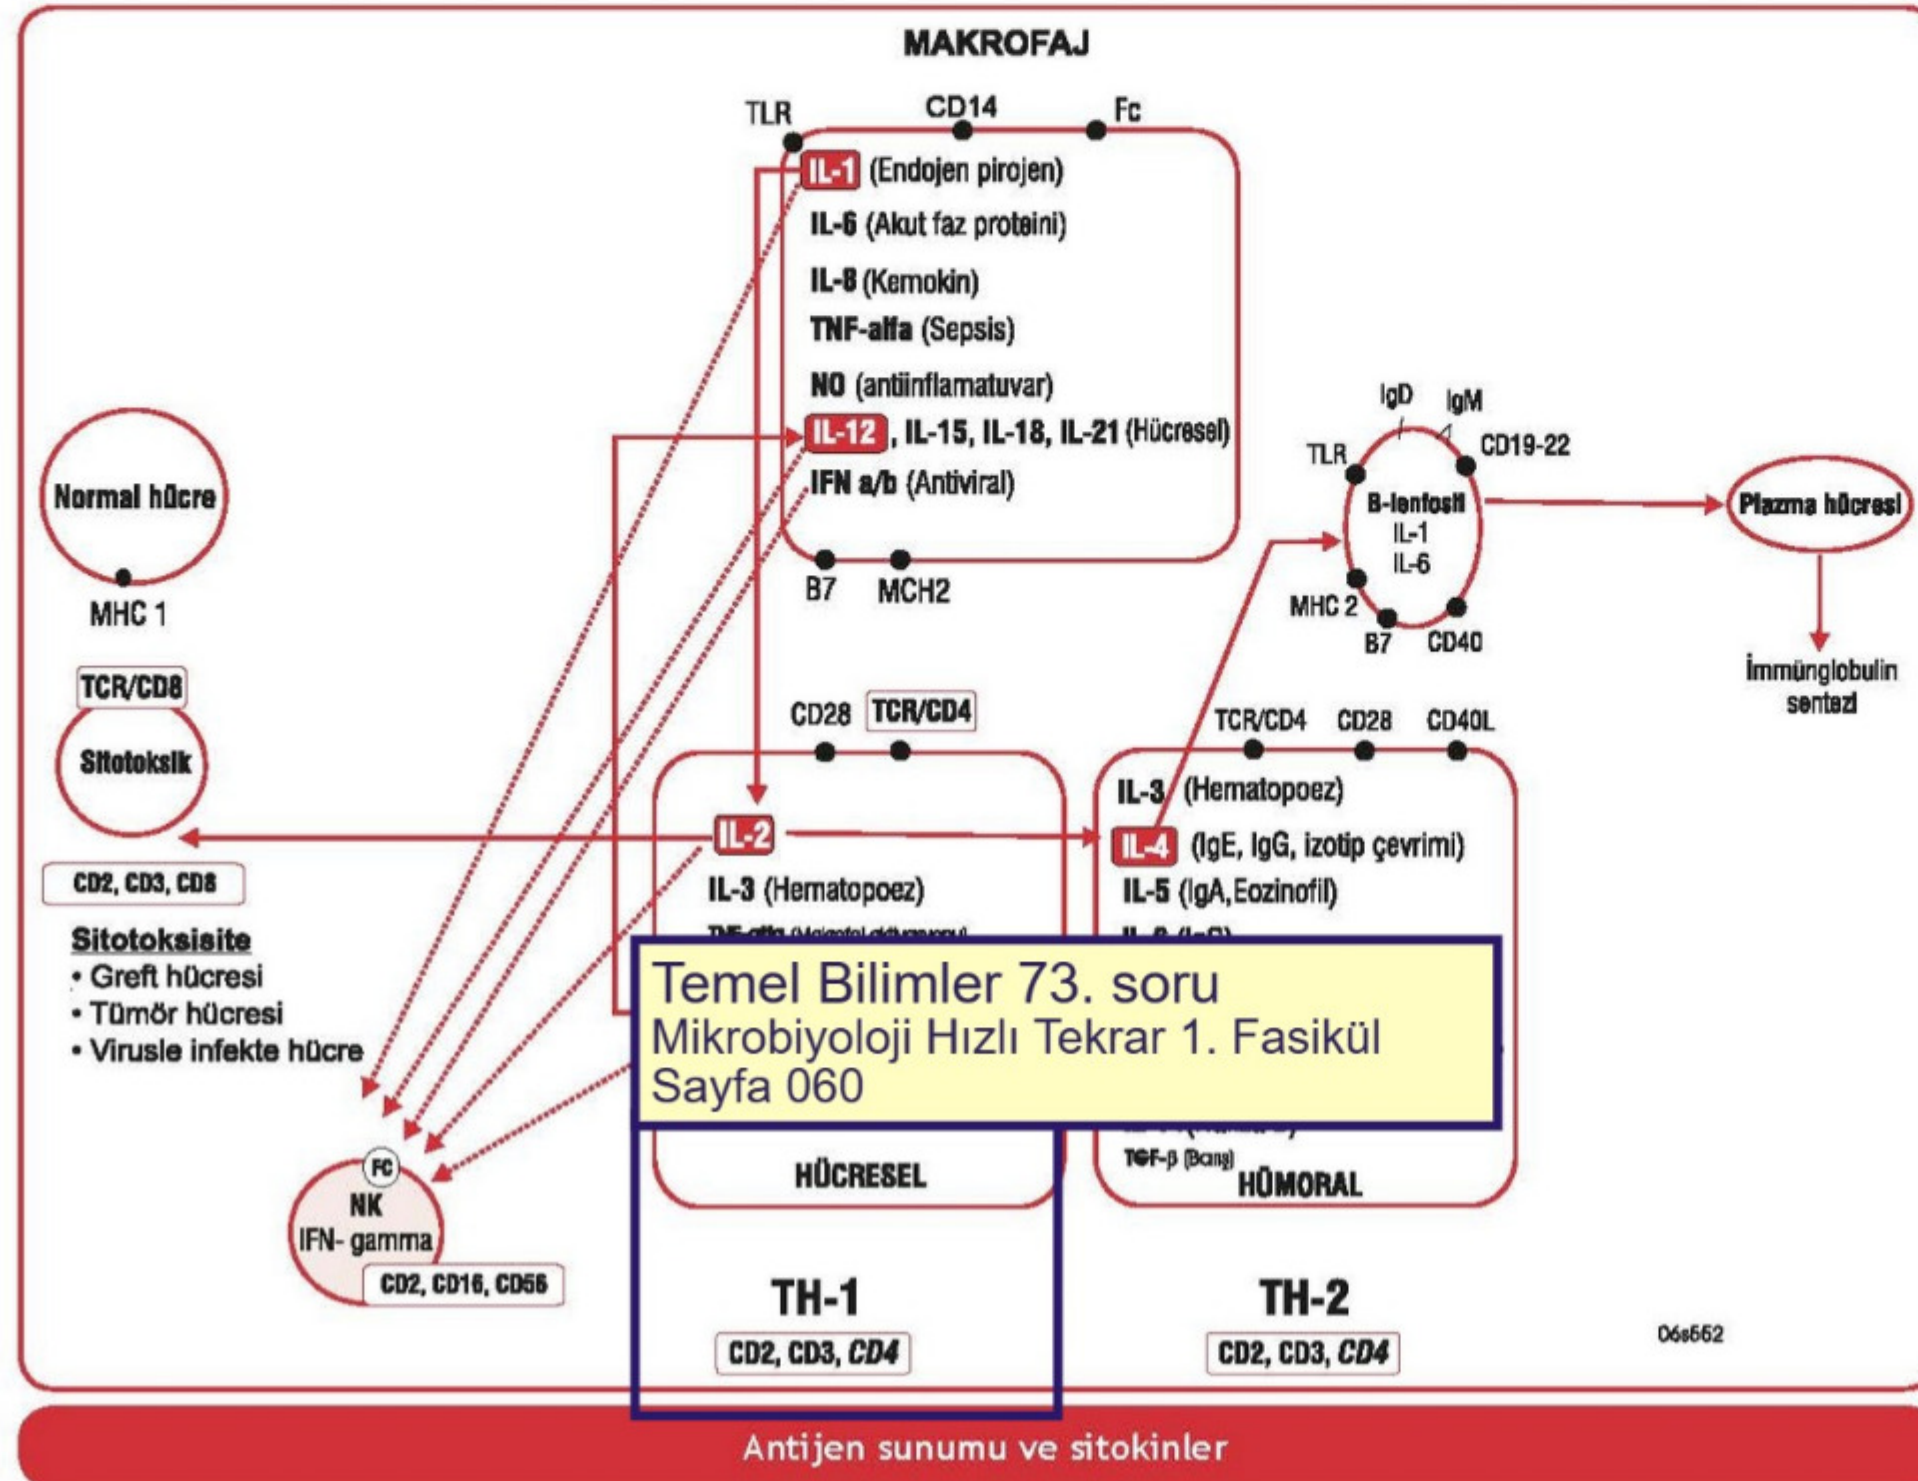 MAKROFAJ
TLR
CD14
Fc
IL-1 (Endojen pirojen)
IL-6 (Akut faz proteini)
IL-8 (Kemokin)
TNF-alfa (Sepsis)
NO (antiinflamatuvar)
IL-12 , IL-15, IL-18, IL-21 (Hücresel)
IFN a/b (Antiviral)
B7
MCH2
Normal hücre
MHC 1
TCR/CD8
Sitotoksik
CD2, CD3, CD8
Sitotoksisite
• Greft hücresi
• Tümör hücresi
• Virusle infekte hücre
FC
NK
IFN- gamma
CD2, CD16, CD56
IgD
IgM
TLR
CD19-22
B-lenfosit
IL-1
IL-6
MHC 2
B7
CD40
Plazma hücresi
İmmünglobulin
sentezi
CD28
TCR/CD4
IL-2
IL-3 (Hematopoez)
HÜCRESEL
TH-1
CD2, CD3, CD4
TCR/CD4
CD28
CD40L
IL-3 (Hematopoez)
IL-4 (IgE, IgG, izotip çevrimi)
IL-5 (IgA,Eozinofil)
TGF-β (Barış)
HÜMORAL
TH-2
CD2, CD3, CD4
Temel Bilimler 73. soru
Mikrobiyoloji Hızlı Tekrar 1. Fasikül
Sayfa 060
06s552
Antijen sunumu ve sitokinler